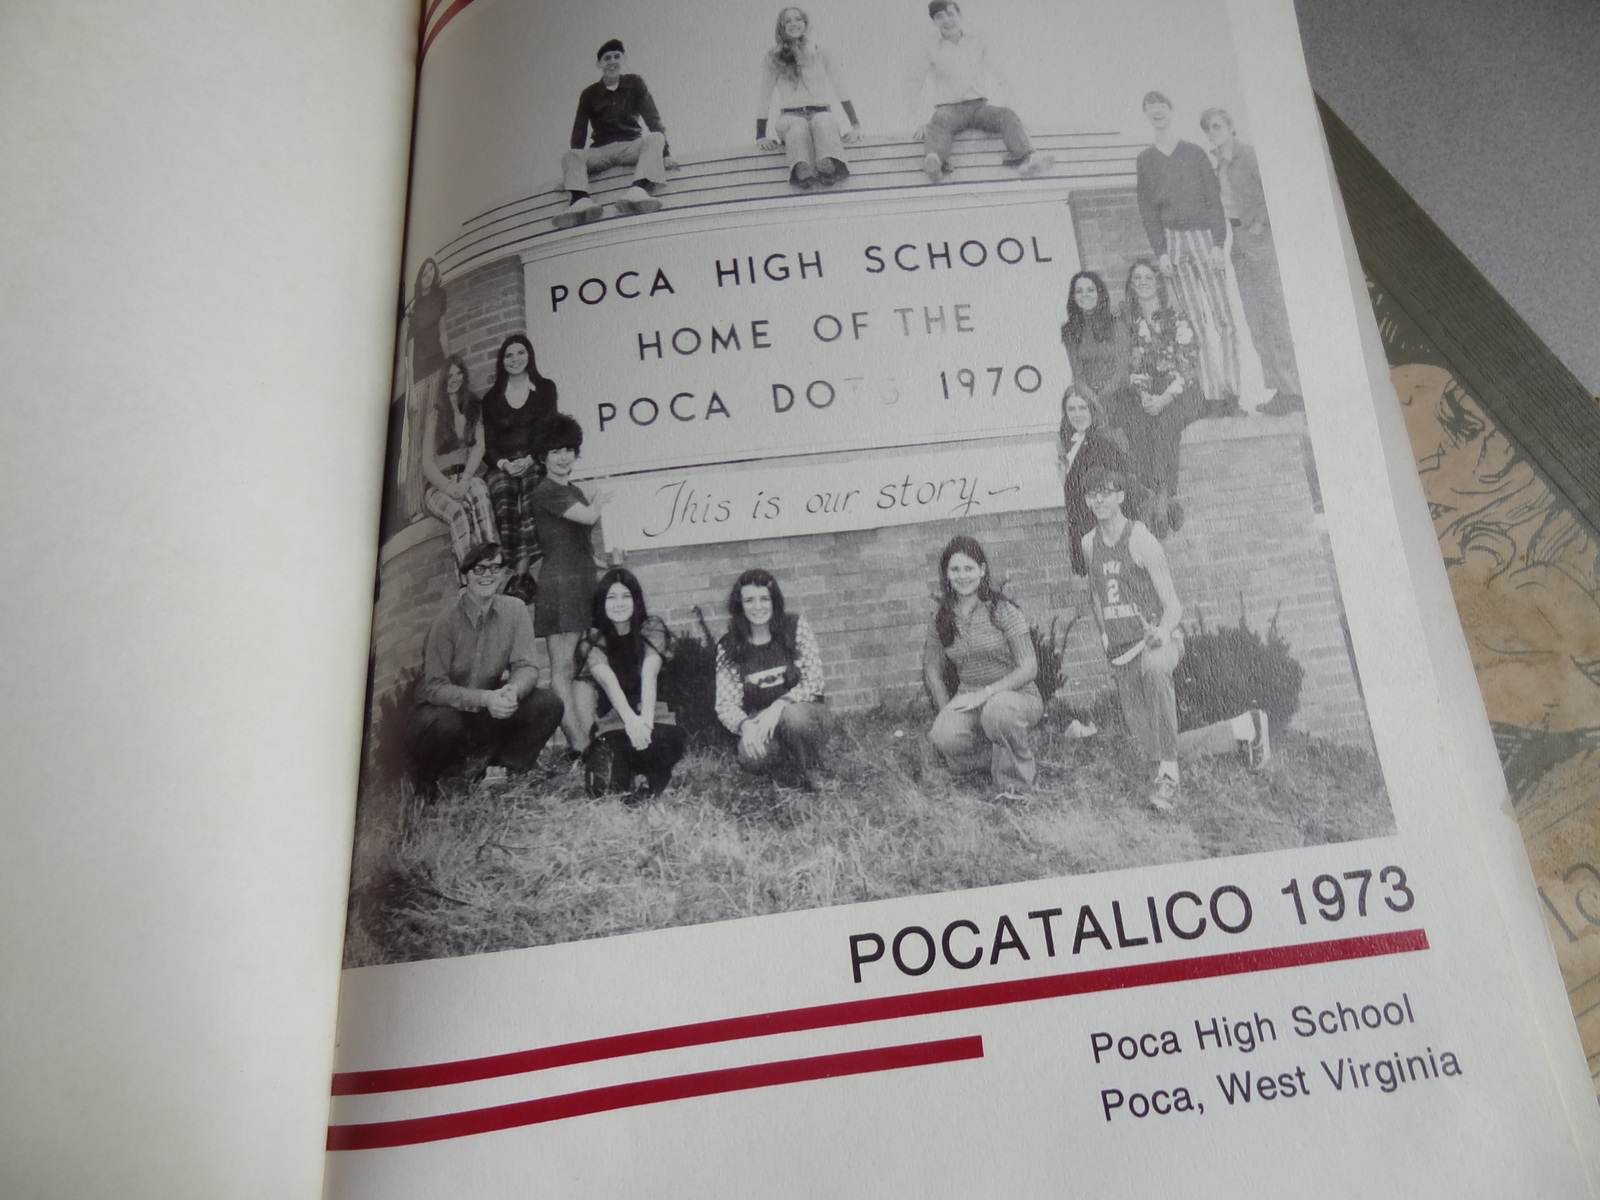 POCA HIGH SCHOOL
HOME OF THE
POCA DOTS 1970
This is our story
2
POCATALICO 1973
Poca High School
Poca, West Virginia